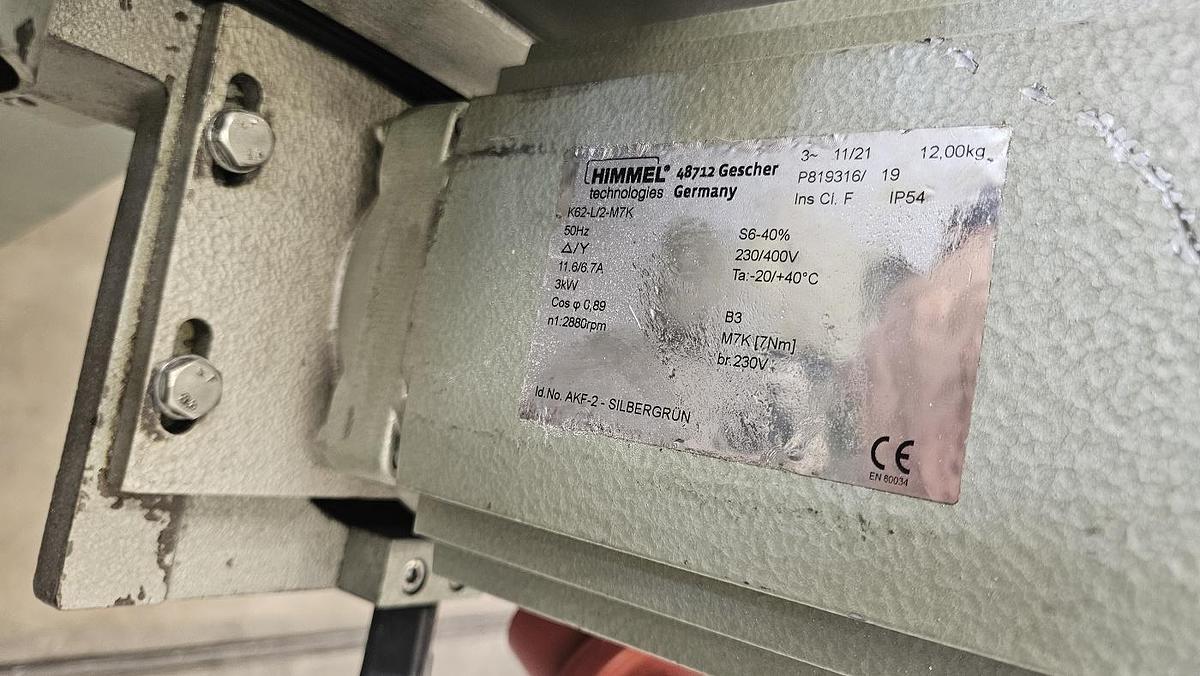 HIMMEL® 48712 Gescher
technologies Germany
3~ 11/21 12,00kg
P819316/ 19
Ins Cl. F IP54
K62-L/2-M7K
50Hz
△/Y
11.6/6.7A
3kW
Cos φ 0,89
n1:2880rpm
S6-40%
230/400V
Ta:-20/+40°C
B3
M7K [7Nm]
br.230V
Id.No. AKF-2 - SILBERGRÜN
CE
EN 60034